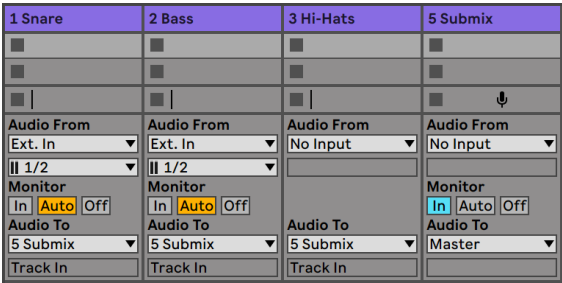 1 Snare 2 Bass 3 Hi-Hats 5 Submix
Audio From Audio From Audio From Audio From
Ext. In Ext. In No Input No Input
1/2 1/2
Monitor Monitor Monitor
In Auto Off In Auto Off In Auto Off
Audio To Audio To Audio To Audio To
5 Submix 5 Submix 5 Submix Master
Track In Track In Track In